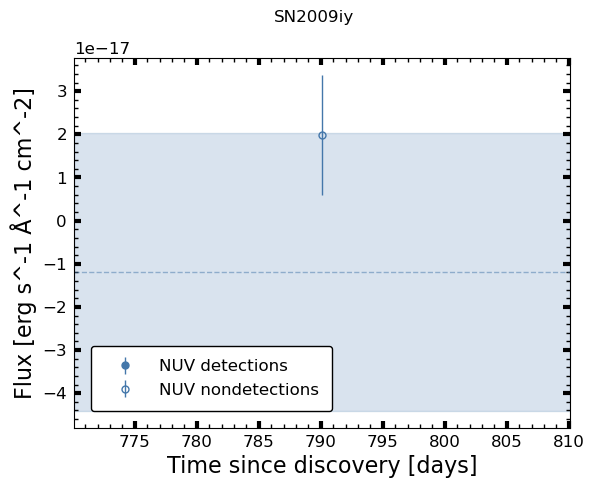 SN2009iy
1e−17
Flux [erg s^-1 Å^-1 cm^-2]
3
2
1
0
−1
−2
−3
−4
NUV detections
NUV nondetections
775 780 785 790 795 800 805 810
Time since discovery [days]